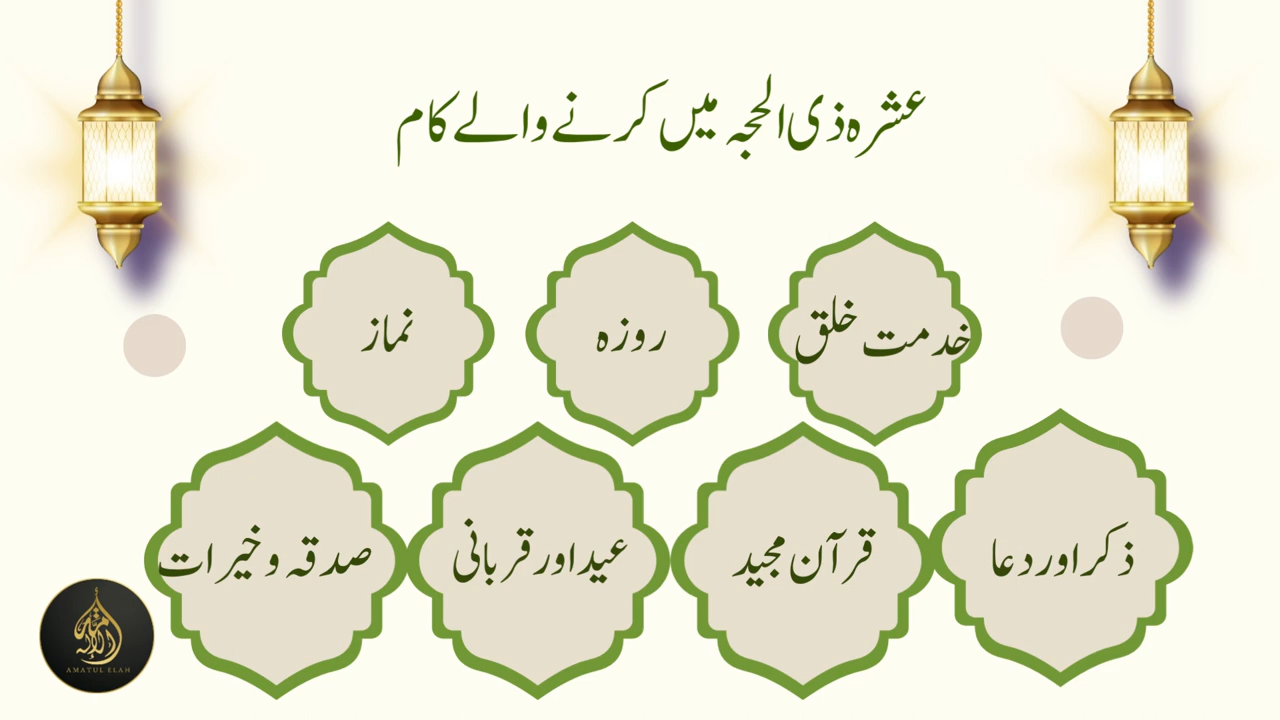 عشرہ ذی الحجہ میں کرنے والے کام
خدمت خلق
روزہ
نماز
ذکر اور دعا
قرآن مجید
عید اور قربانی
صدقہ و خیرات
AMATUL ELAH